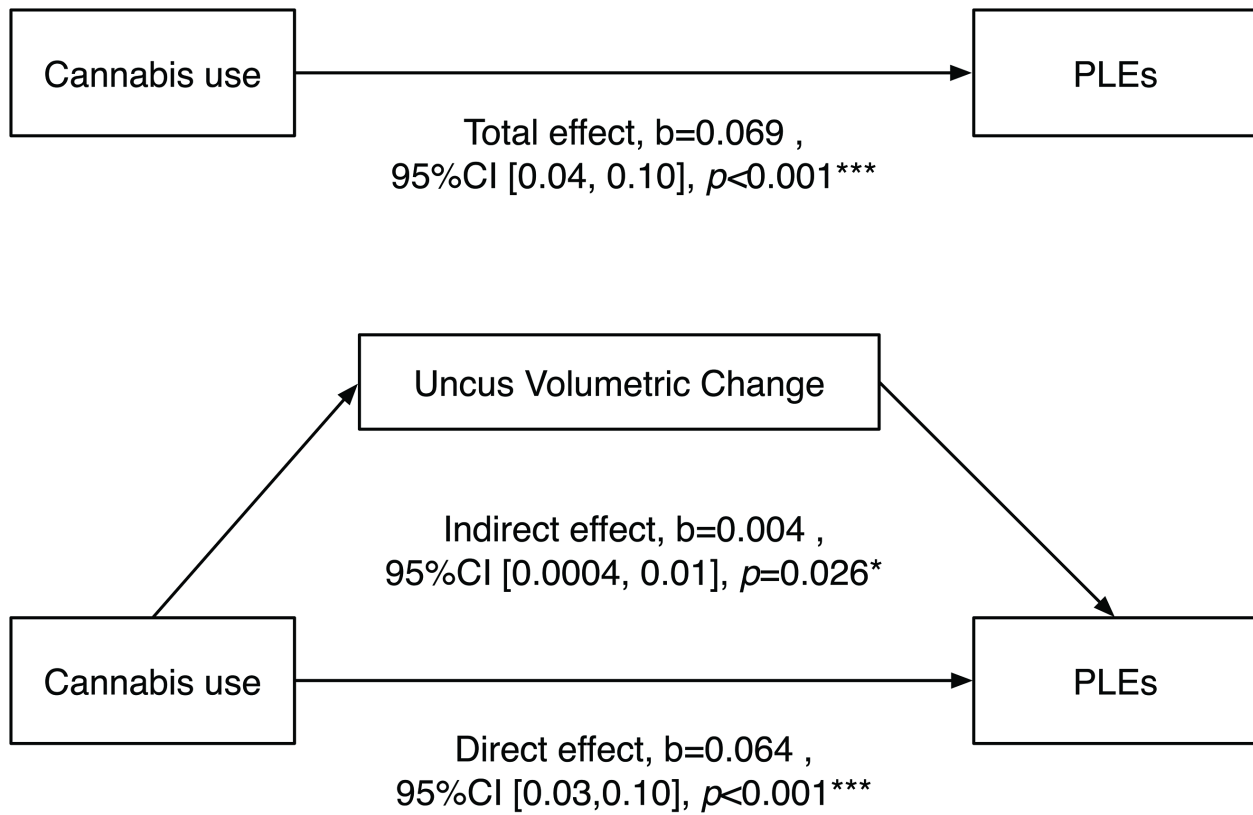 Cannabis use
PLEs
Total effect, b=0.069 ,
95%CI [0.04, 0.10], p<0.001***
Uncus Volumetric Change
Indirect effect, b=0.004 ,
95%CI [0.0004, 0.01], p=0.026*
Cannabis use
PLEs
Direct effect, b=0.064 ,
95%CI [0.03,0.10], p<0.001***